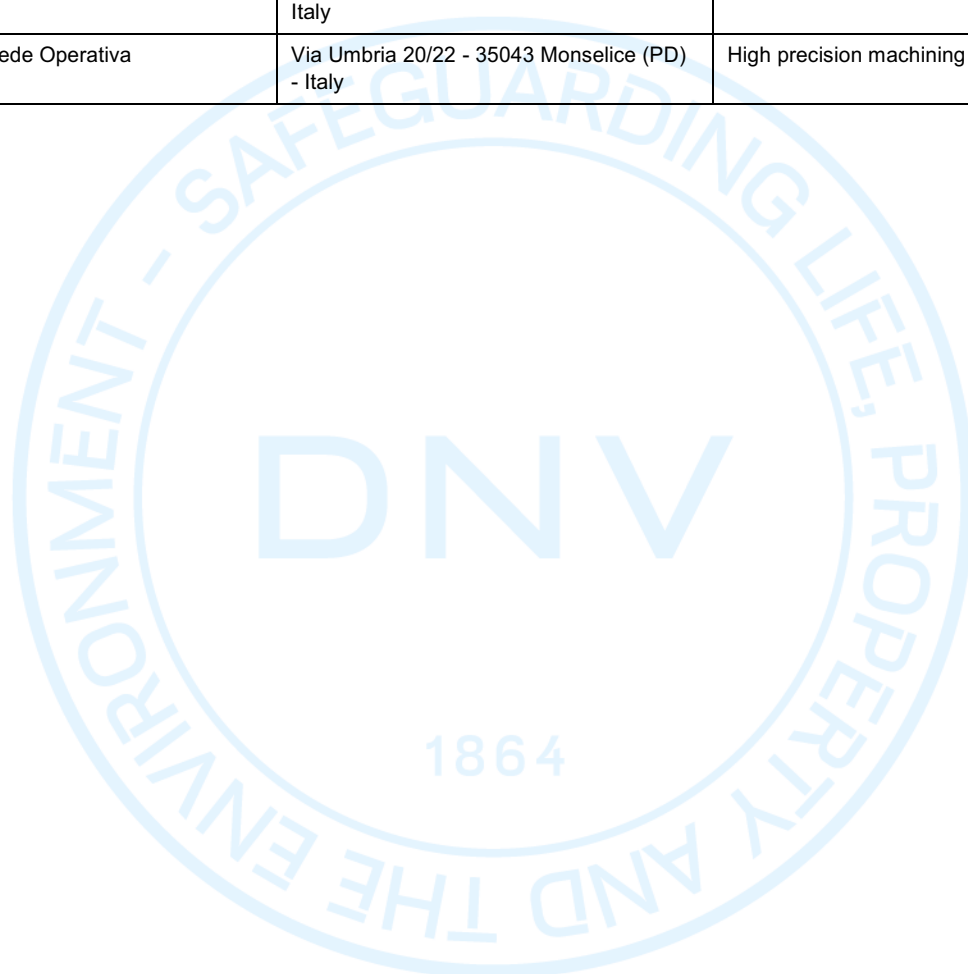 Italy
ede Operativa
Via Umbria 20/22 - 35043 Monselice (PD)
- Italy
High precision machining
SAFEGUARDING LIFE, PROPERTY AND THE ENVIRONMENT -
DNV
1864